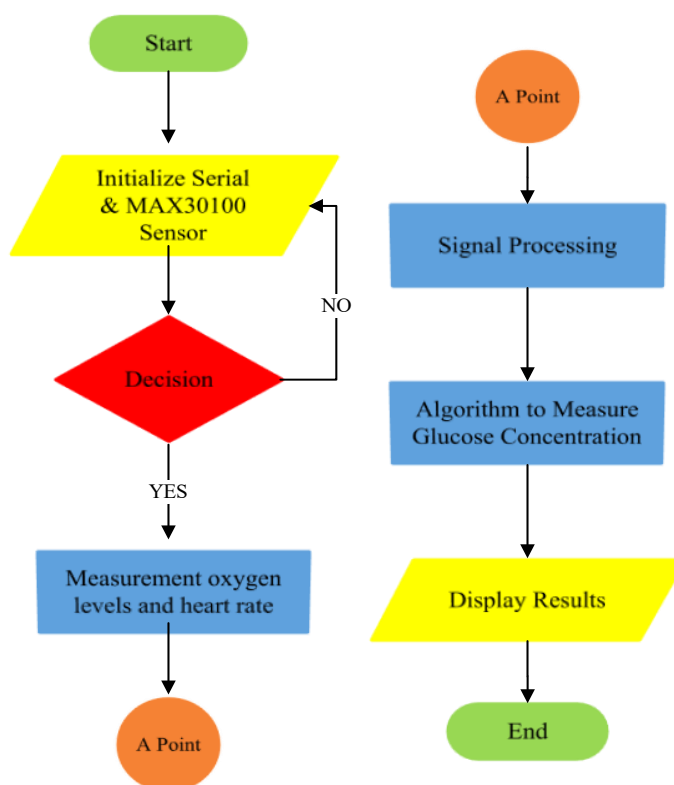 Start
Initialize Serial
& MAX30100
Sensor
NO
Decision
YES
Measurement oxygen
levels and heart rate
A Point
A Point
Signal Processing
Algorithm to Measure
Glucose Concentration
Display Results
End